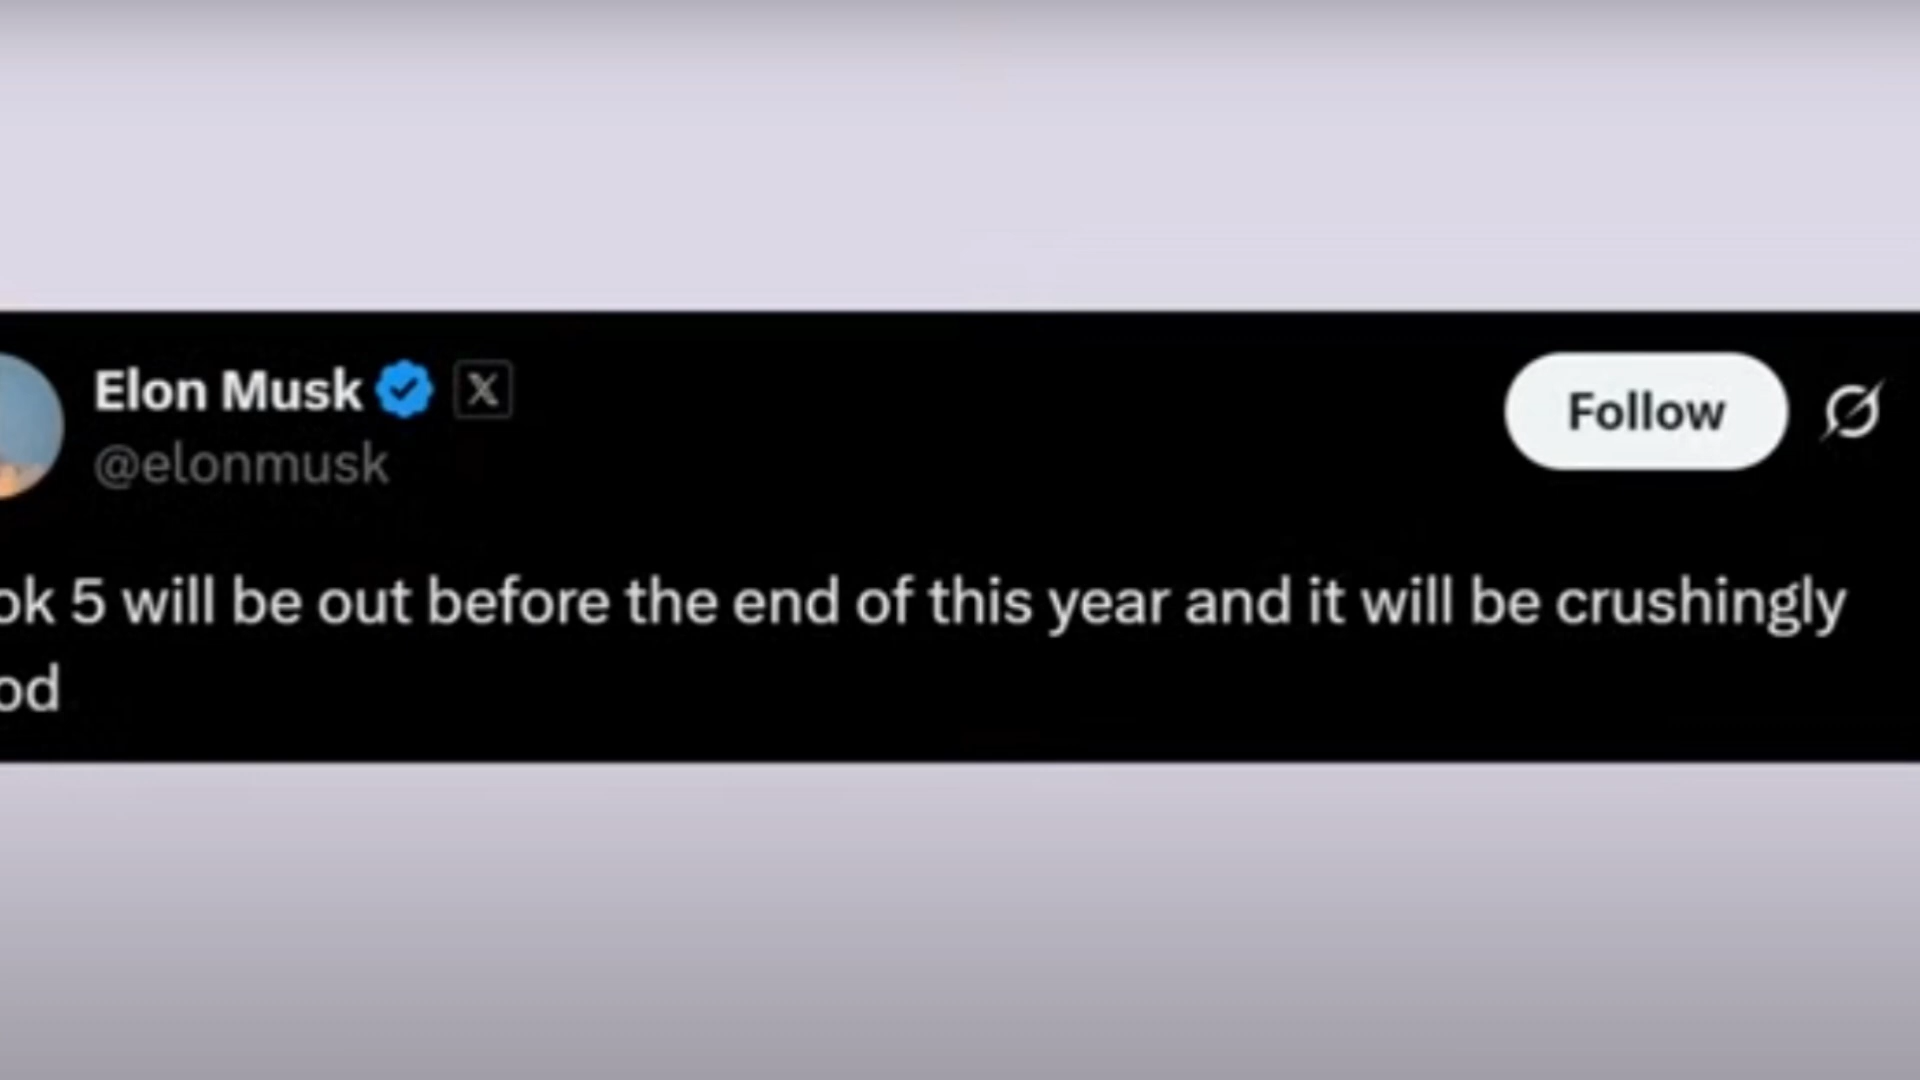 Elon Musk X
@elonmusk
Follow
ok 5 will be out before the end of this year and it will be crushingly
od